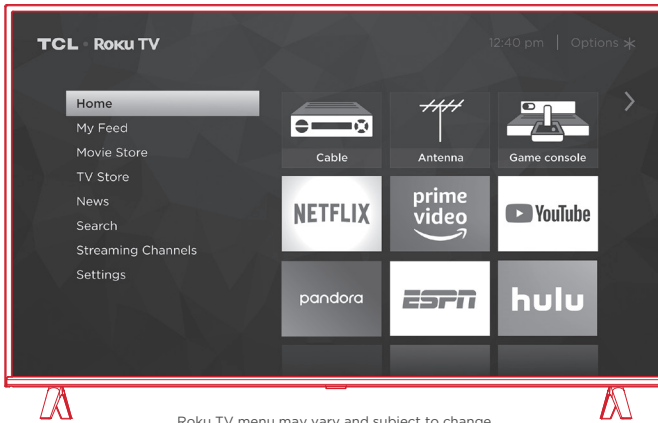 TCL · Roku TV
12:40 pm | Options
Home
My Feed
Movie Store
TV Store
News
Search
Streaming Channels
Settings
Cable
Antenna
Game console
NETFLIX
prime
video
YouTube
pandora
ESPN
hulu
Roku TV menu may vary and subject to change